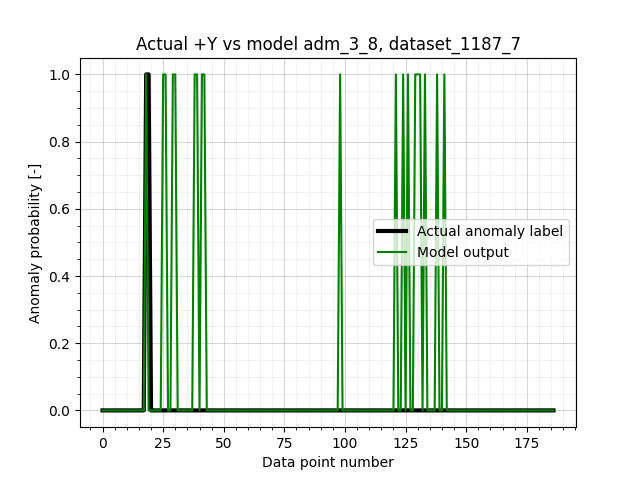 Actual +Y vs model adm_3_8, dataset_1187_7
1.0
0.8
0.6
0.4
0.2
0.0
Anomaly probability [-]
Actual anomaly label
Model output
0 25 50 75 100 125 150 175
Data point number